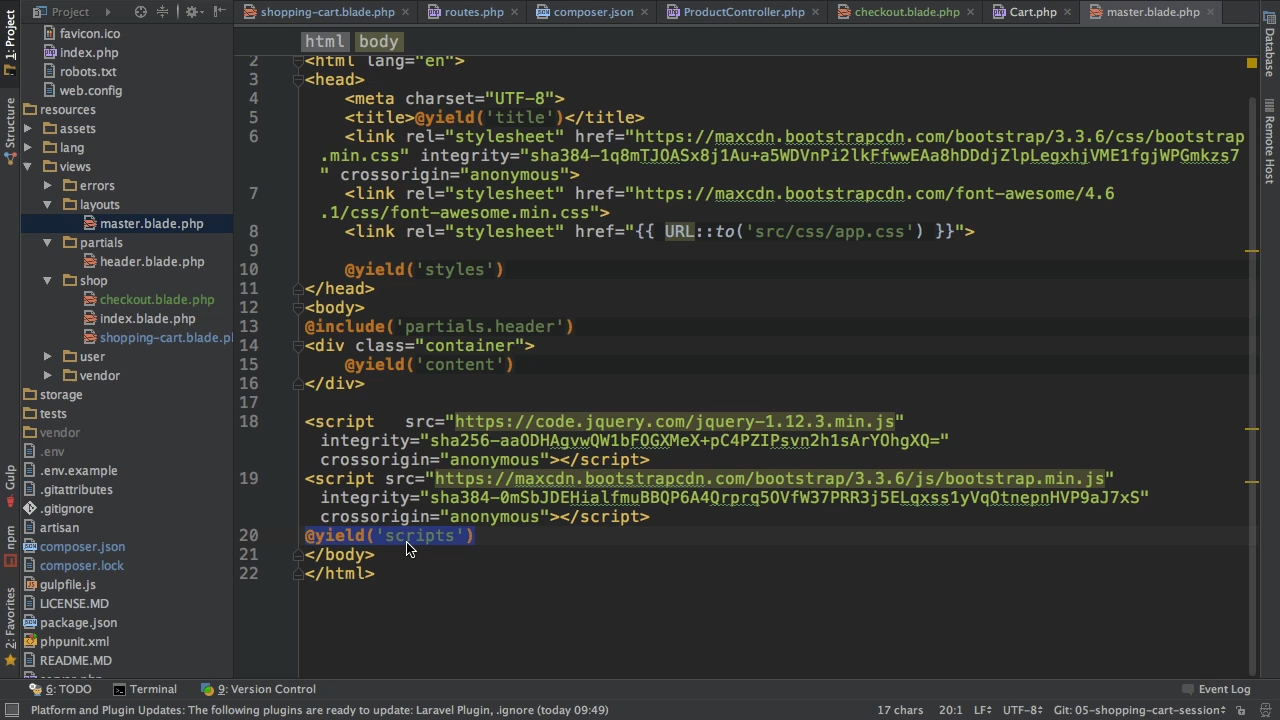 shopping-cart.blade.php
routes.php
composer.json
ProductController.php
checkout.blade.php
Cart.php
master.blade.php
Project
html body
1: Project
Structure
Gulp
npm
2: Favorites
Database
Remote Host
favicon.ico
index.php
robots.txt
web.config
resources
assets
lang
views
errors
layouts
master.blade.php
partials
header.blade.php
shop
checkout.blade.php
index.blade.php
shopping-cart.blade.p
user
vendor
storage
tests
vendor
.env
.env.example
.gitattributes
.gitignore
artisan
composer.json
composer.lock
gulpfile.js
LICENSE.MD
package.json
phpunit.xml
README.MD
2 <html lang="en">
3 <head>
4 <meta charset="UTF-8">
5 <title>@yield('title')</title>
6 <link rel="stylesheet" href="https://maxcdn.bootstrapcdn.com/bootstrap/3.3.6/css/bootstrap
.min.css" integrity="sha384-1q8mTJOASx8j1Au+a5WDVnPi2lkFfwwEAa8hDDdjZlpLegxhjVME1fgjWPGmkzs7
" crossorigin="anonymous">
7 <link rel="stylesheet" href="https://maxcdn.bootstrapcdn.com/font-awesome/4.6
.1/css/font-awesome.min.css">
8 <link rel="stylesheet" href="{{ URL::to('src/css/app.css') }}">
9
10 @yield('styles')
11 </head>
12 <body>
13 @include('partials.header')
14 <div class="container">
15 @yield('content')
16 </div>
17
18 <script src="https://code.jquery.com/jquery-1.12.3.min.js"
integrity="sha256-aaODHAgvwQW1bFOGXMeX+pC4PZIPsvn2h1sArYOhgXQ="
crossorigin="anonymous"></script>
19 <script src="https://maxcdn.bootstrapcdn.com/bootstrap/3.3.6/js/bootstrap.min.js"
integrity="sha384-0mSbJDEHialfmuBBQP6A4Qrprq5OVfW37PRR3j5ELqxss1yVqOtnepnHVP9aJ7xS"
crossorigin="anonymous"></script>
20 @yield('scripts')
21 </body>
22 </html>
6: TODO
Terminal
9: Version Control
Event Log
Platform and Plugin Updates: The following plugins are ready to update: Laravel Plugin, .ignore (today 09:49)
17 chars
20:1
LF
UTF-8
Git: 05-shopping-cart-session